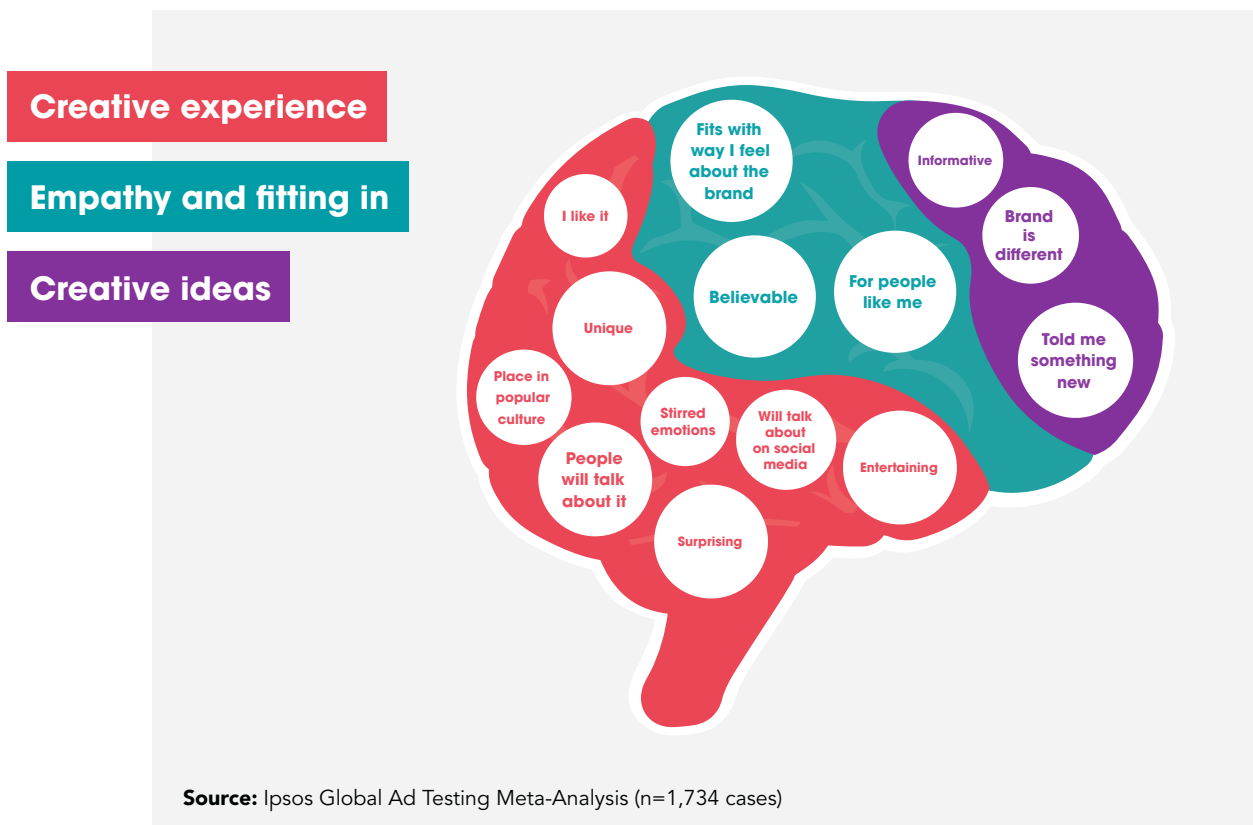 Creative experience
Empathy and fitting in
Creative ideas
Fits with
way I feel
about the
brand
Informative
I like it
Brand
is
different
Believable
For people
like me
Unique
Told me
something
new
Place in
popular
culture
Stirred
emotions
Will talk
about
on social
media
People
will talk
about it
Entertaining
Surprising
Source: Ipsos Global Ad Testing Meta-Analysis (n=1,734 cases)